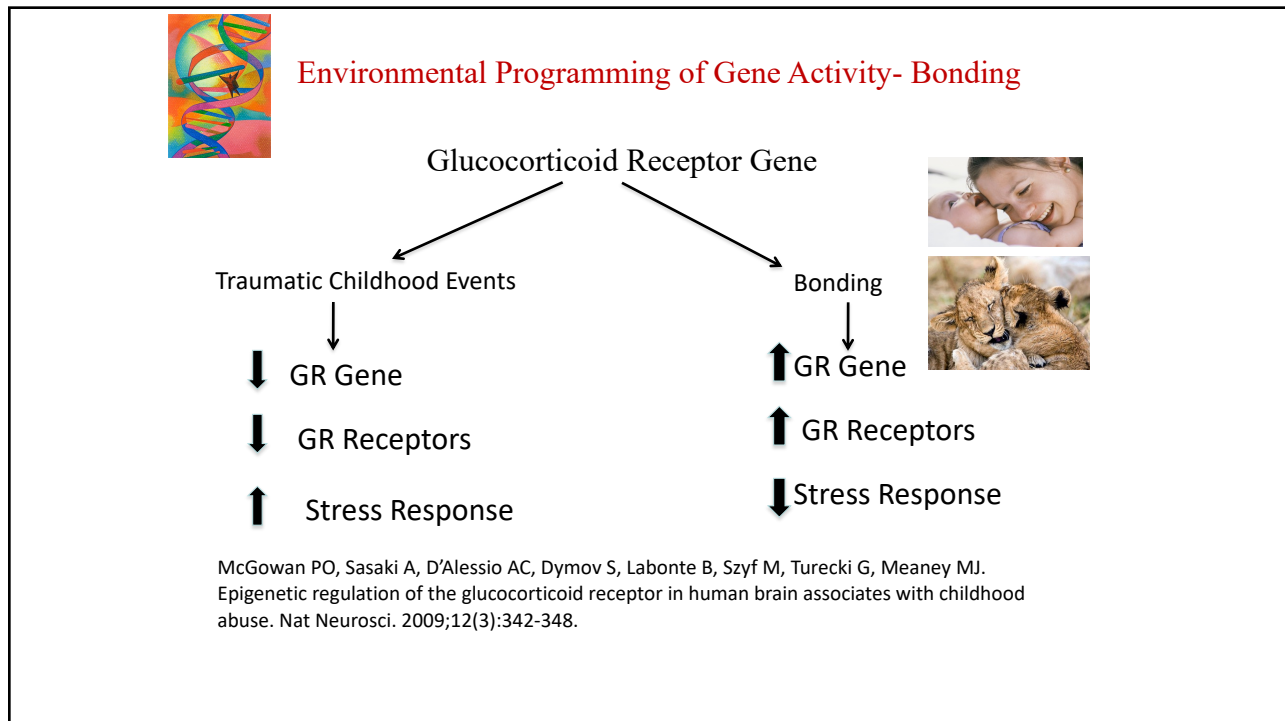 Environmental Programming of Gene Activity- Bonding
Glucocorticoid Receptor Gene
Traumatic Childhood Events
GR Gene
GR Receptors
Stress Response
Bonding
GR Gene
GR Receptors
Stress Response
McGowan PO, Sasaki A, D’Alessio AC, Dymov S, Labonte B, Szyf M, Turecki G, Meaney MJ.
Epigenetic regulation of the glucocorticoid receptor in human brain associates with childhood
abuse. Nat Neurosci. 2009;12(3):342-348.